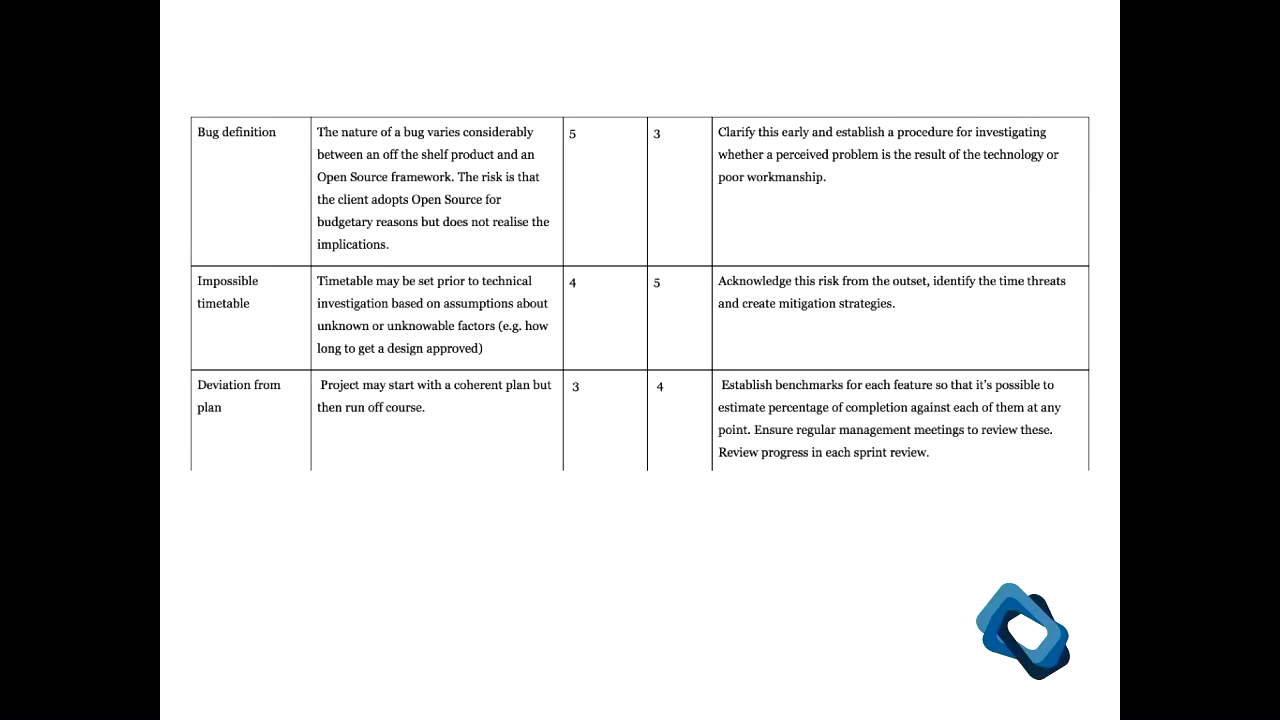 Bug definition
The nature of a bug varies considerably
between an off the shelf product and an
Open Source framework. The risk is that
the client adopts Open Source for
budgetary reasons but does not realise the
implications.
5
3
Clarify this early and establish a procedure for investigating
whether a perceived problem is the result of the technology or
poor workmanship.
Impossible
timetable
Timetable may be set prior to technical
investigation based on assumptions about
unknown or unknowable factors (e.g. how
long to get a design approved)
4
5
Acknowledge this risk from the outset, identify the time threats
and create mitigation strategies.
Deviation from
plan
Project may start with a coherent plan but
then run off course.
3
4
Establish benchmarks for each feature so that it’s possible to
estimate percentage of completion against each of them at any
point. Ensure regular management meetings to review these.
Review progress in each sprint review.